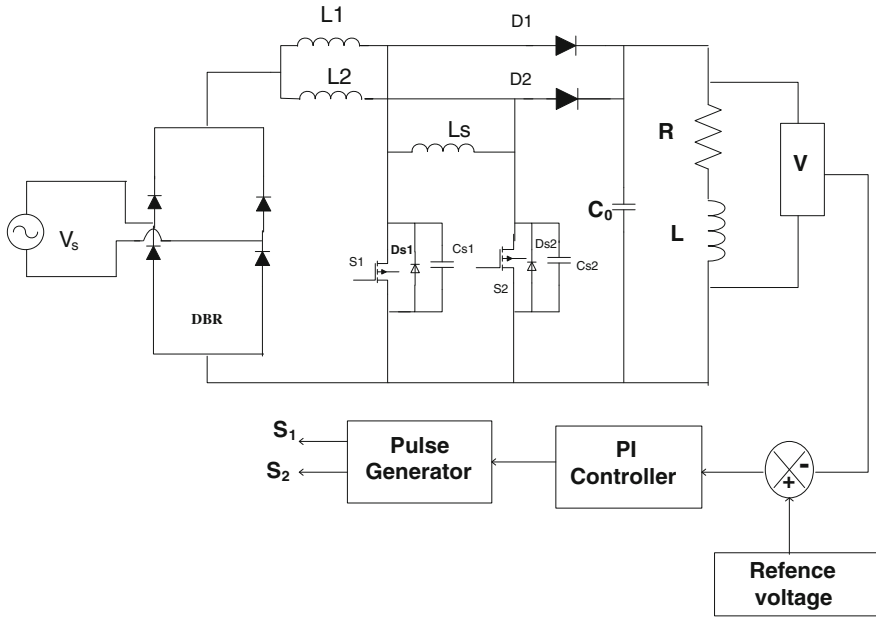 L1
D1
L2
D2
Ls
R
V
C₀
Vₛ
L
Ds1
Cs1
Ds2
S1
Cs2
S2
DBR
S₁
Pulse
Generator
S₂
PI
Controller
-
+
Refence
voltage